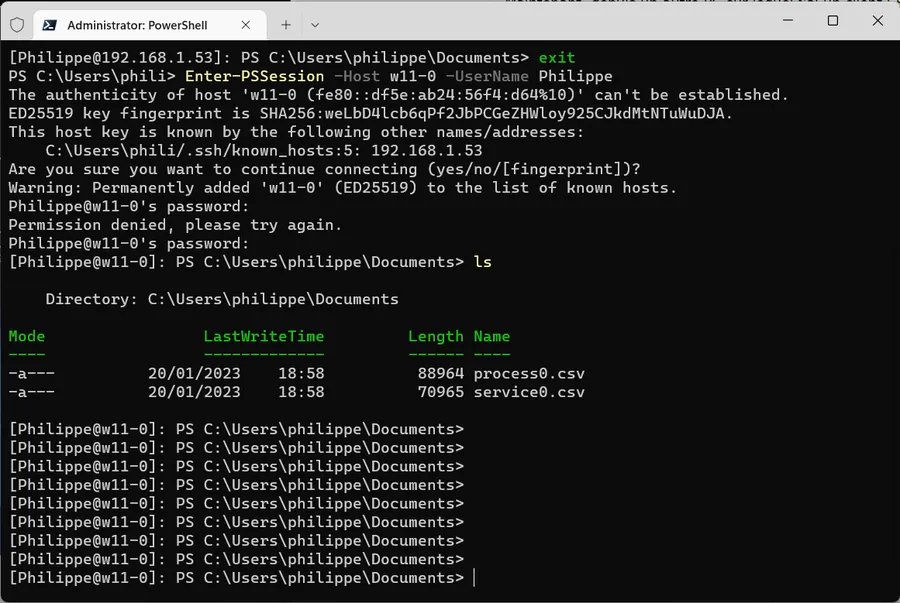 Administrator: PowerShell
[Philippe@192.168.1.53]: PS C:\Users\philippe\Documents> exit
PS C:\Users\phili> Enter-PSSession -Host w11-0 -UserName Philippe
The authenticity of host 'w11-0 (fe80::df5e:ab24:56f4:d64%10)' can't be established.
ED25519 key fingerprint is SHA256:weLbD4lcb6qPf2JbPCGeZHWloy925CJkdMtNTuWuDJA.
This host key is known by the following other names/addresses:
    C:\Users\phili/.ssh/known_hosts:5: 192.168.1.53
Are you sure you want to continue connecting (yes/no/[fingerprint])?
Warning: Permanently added 'w11-0' (ED25519) to the list of known hosts.
Philippe@w11-0's password:
Permission denied, please try again.
Philippe@w11-0's password:
[Philippe@w11-0]: PS C:\Users\philippe\Documents> ls
    Directory: C:\Users\philippe\Documents
Mode                 LastWriteTime         Length Name
----                 -------------         ------ ----
-a---          20/01/2023    18:58          88964 process0.csv
-a---          20/01/2023    18:58          70965 service0.csv
[Philippe@w11-0]: PS C:\Users\philippe\Documents>
[Philippe@w11-0]: PS C:\Users\philippe\Documents>
[Philippe@w11-0]: PS C:\Users\philippe\Documents>
[Philippe@w11-0]: PS C:\Users\philippe\Documents>
[Philippe@w11-0]: PS C:\Users\philippe\Documents>
[Philippe@w11-0]: PS C:\Users\philippe\Documents>
[Philippe@w11-0]: PS C:\Users\philippe\Documents>
[Philippe@w11-0]: PS C:\Users\philippe\Documents>
[Philippe@w11-0]: PS C:\Users\philippe\Documents>